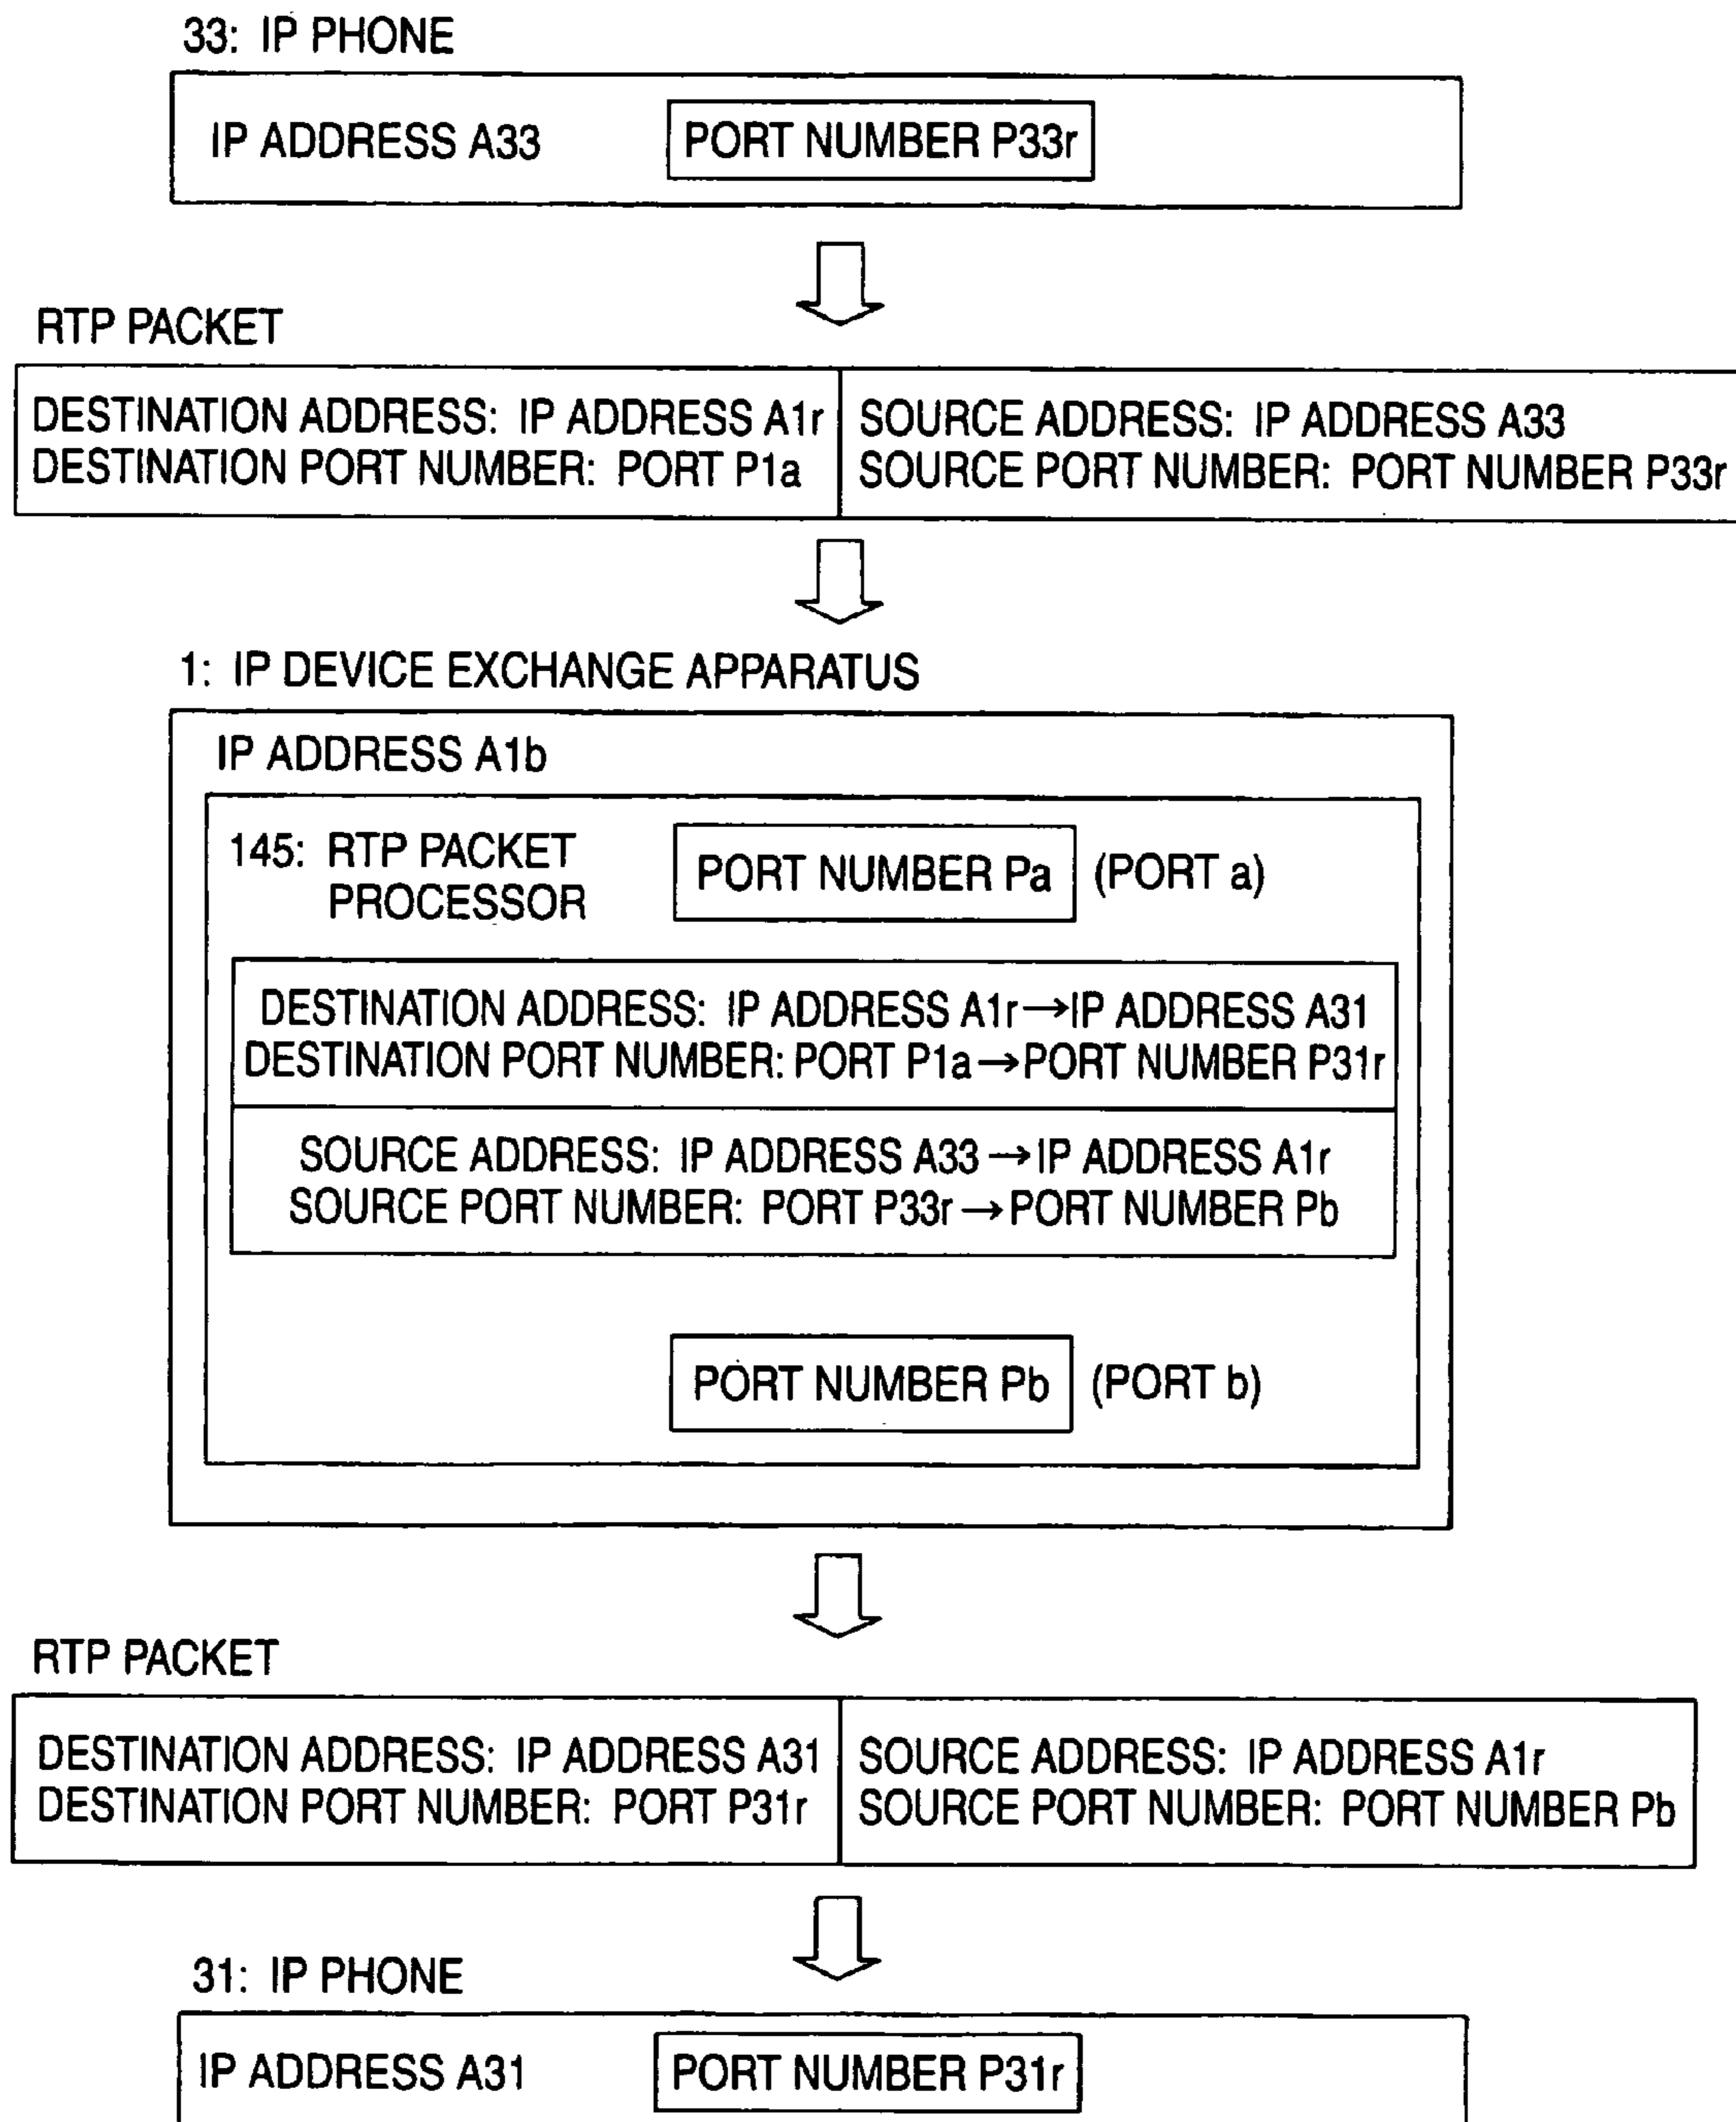 33: IP PHONE
IP ADDRESS A33
PORT NUMBER P33r
RTP PACKET
DESTINATION ADDRESS: IP ADDRESS A1r
DESTINATION PORT NUMBER: PORT P1a
SOURCE ADDRESS: IP ADDRESS A33
SOURCE PORT NUMBER: PORT NUMBER P33r
1: IP DEVICE EXCHANGE APPARATUS
IP ADDRESS A1b
145: RTP PACKET
PROCESSOR
PORT NUMBER Pa
(PORT a)
DESTINATION ADDRESS: IP ADDRESS A1r→IP ADDRESS A31
DESTINATION PORT NUMBER: PORT P1a→PORT NUMBER P31r
SOURCE ADDRESS: IP ADDRESS A33→IP ADDRESS A1r
SOURCE PORT NUMBER: PORT P33r→PORT NUMBER Pb
PORT NUMBER Pb
(PORT b)
RTP PACKET
DESTINATION ADDRESS: IP ADDRESS A31
DESTINATION PORT NUMBER: PORT P31r
SOURCE ADDRESS: IP ADDRESS A1r
SOURCE PORT NUMBER: PORT NUMBER Pb
31: IP PHONE
IP ADDRESS A31
PORT NUMBER P31r